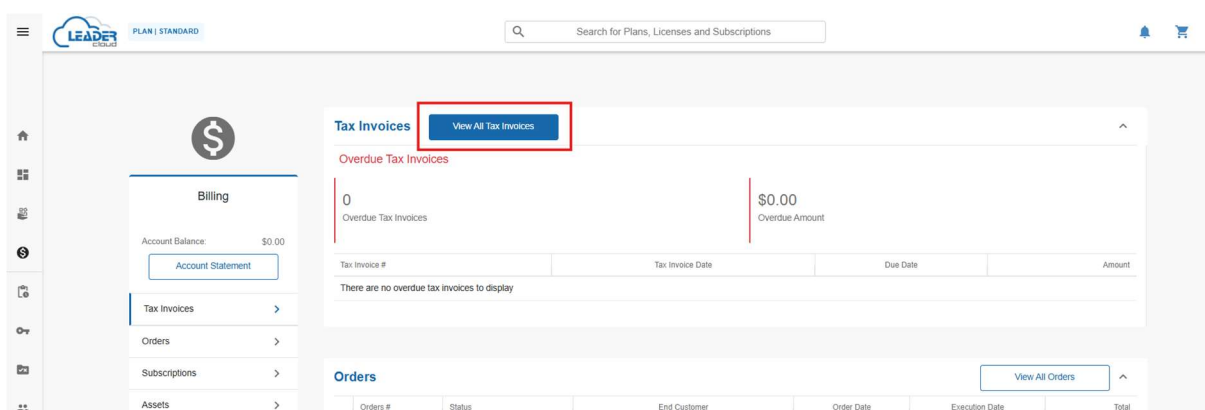 LEADER
cloud
PLAN | STANDARD
Search for Plans, Licenses and Subscriptions
Tax Invoices
View All Tax Invoices
Overdue Tax Invoices
0
Overdue Tax Invoices
$0.00
Overdue Amount
Tax Invoice # Tax Invoice Date Due Date Amount
There are no overdue tax invoices to display
Billing
Account Balance: $0.00
Account Statement
Tax Invoices
Orders
Subscriptions
Assets
Orders
View All Orders
Orders # Status End Customer Order Date Execution Date Total